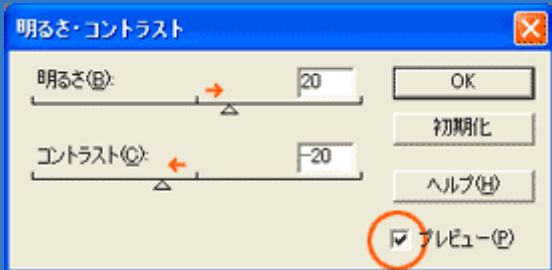 明るさ・コントラスト
明るさ(B): 20
OK
初期化
コントラスト(C): -20
ヘルプ(H)
プレビュー(P)